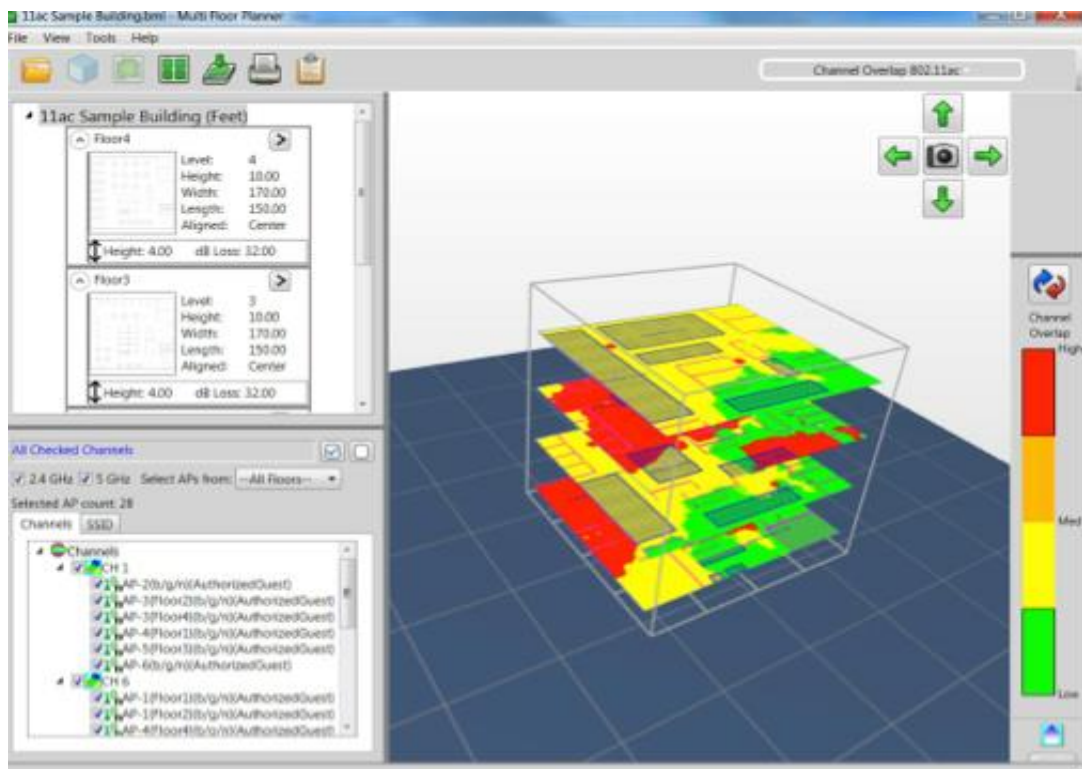 11ac Sample Building.bml - Multi Floor Planner
File View Tools Help
Channel Overlap 802.11ac
11ac Sample Building (Feet)
Floor4
Level: 4
Height: 10.00
Width: 170.00
Length: 150.00
Aligned: Center
Height: 4.00 dB Loss: 32.00
Floor3
Level: 3
Height: 10.00
Width: 170.00
Length: 150.00
Aligned: Center
Height: 4.00 dB Loss: 32.00
All Checked Channels
2.4 GHz 5 GHz Select APs from: --All Floors--
Selected AP count: 28
Channels SSID
Channels
CH 1
AP-2(b/g/n)(AuthorizedGuest)
AP-3(Floor2)(b/g/n)(AuthorizedGuest)
AP-3(Floor4)(b/g/n)(AuthorizedGuest)
AP-4(Floor1)(b/g/n)(AuthorizedGuest)
AP-5(Floor3)(b/g/n)(AuthorizedGuest)
AP-6(b/g/n)(AuthorizedGuest)
CH 6
AP-1(Floor1)(b/g/n)(AuthorizedGuest)
AP-1(Floor2)(b/g/n)(AuthorizedGuest)
AP-4(Floor4)(b/g/n)(AuthorizedGuest)
Channel
Overlap
High
Med
Low